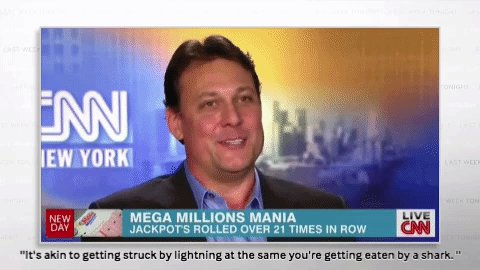 CNN
NEW YORK
NEW DAY
MEGA MILLIONS MANIA
JACKPOT'S ROLLED OVER 21 TIMES IN ROW
LIVE
CNN
"It's akin to getting struck by lightning at the same you're getting eaten by a shark. "